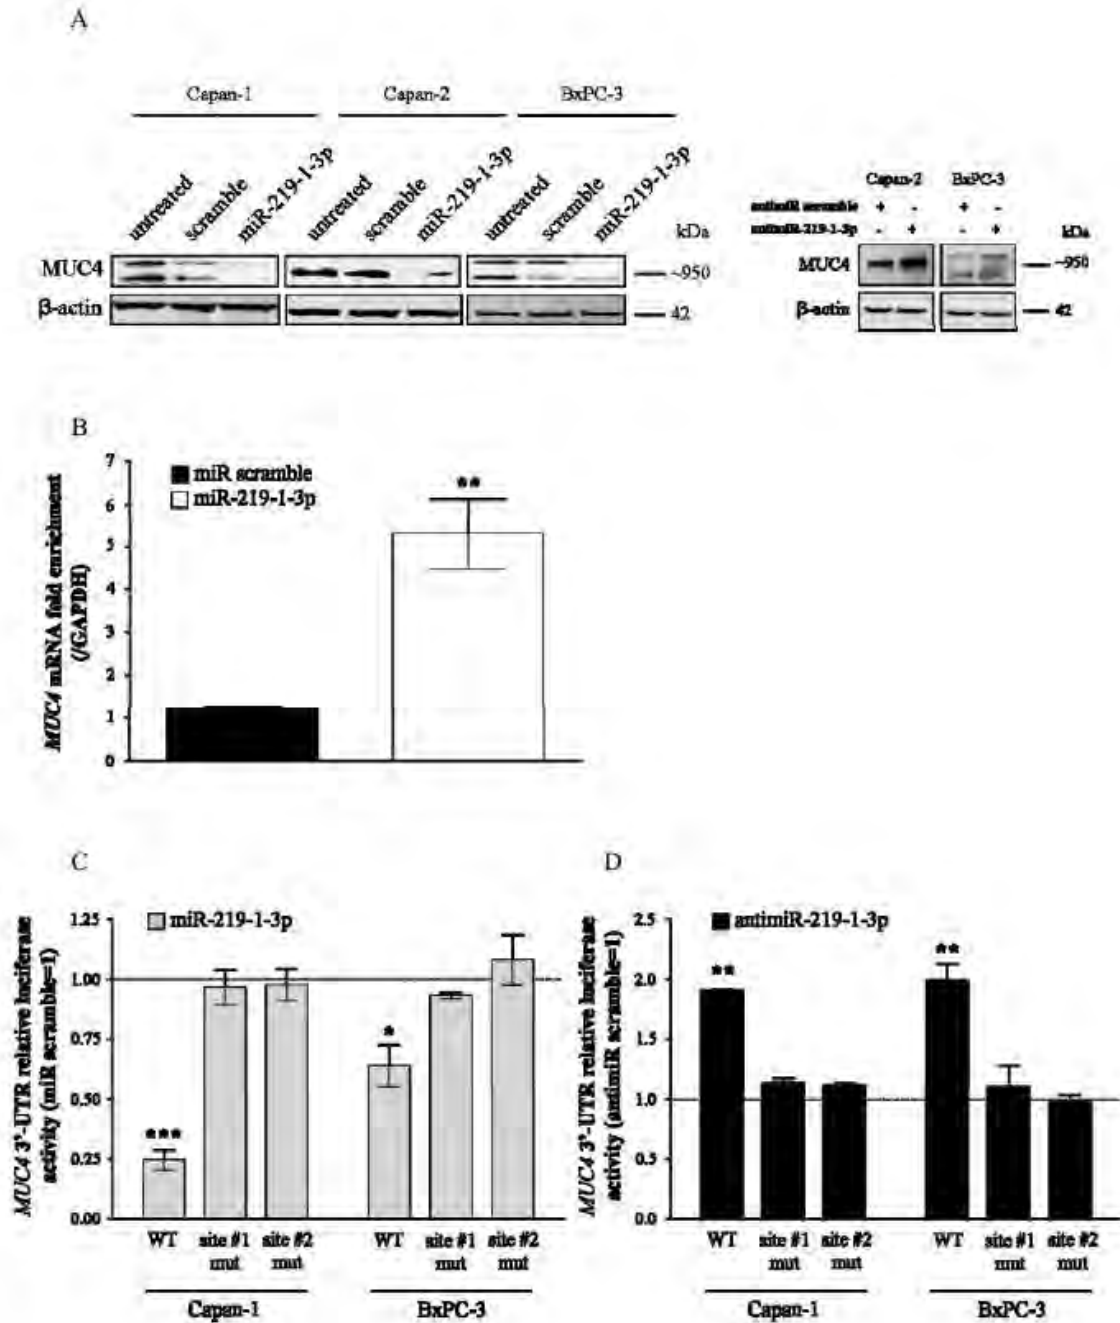 A
Capan-1 Capan-2 BxPC-3
untreated scramble miR-219-1-3p untreated scramble miR-219-1-3p untreated scramble miR-219-1-3p
kDa
MUC4 ~950
β-actin 42
Capan-2 BxPC-3
antimiR scramble + - + -
antimiR-219-1-3p - + - + kDa
MUC4 ~950
β-actin 42
B
MUC4 mRNA fold enrichment
(/GAPDH)
7
6
5
4
3
2
1
0
miR scramble
miR-219-1-3p
**
C
MUC4 3'-UTR relative luciferase
activity (miR scramble=1)
1.25
1.00
0.75
0.50
0.25
0.00
miR-219-1-3p
***
*
WT site #1 site #2 WT site #1 site #2
mut mut mut mut
Capan-1 BxPC-3
D
MUC4 3'-UTR relative luciferase
activity (antimiR scramble=1)
2.5
2.0
1.5
1.0
0.5
0.0
antimiR-219-1-3p
**
**
WT site #1 site #2 WT site #1 site #2
mut mut mut mut
Capan-1 BxPC-3